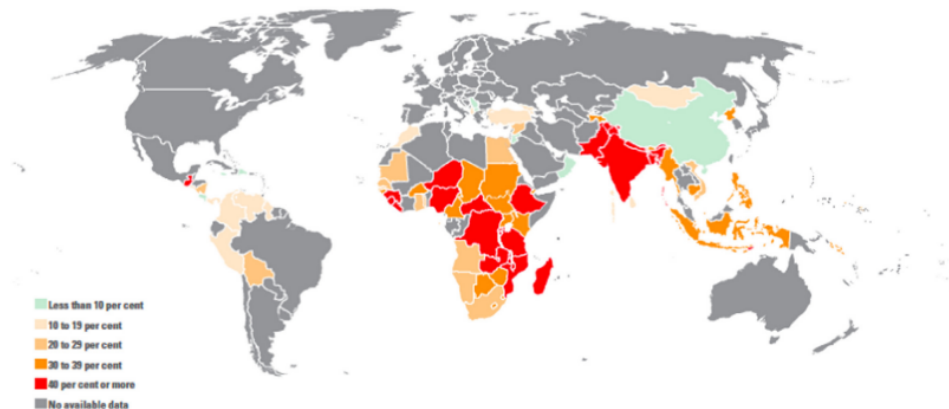 Less than 10 per cent
10 to 19 per cent
20 to 29 per cent
30 to 39 per cent
40 per cent or more
No available data